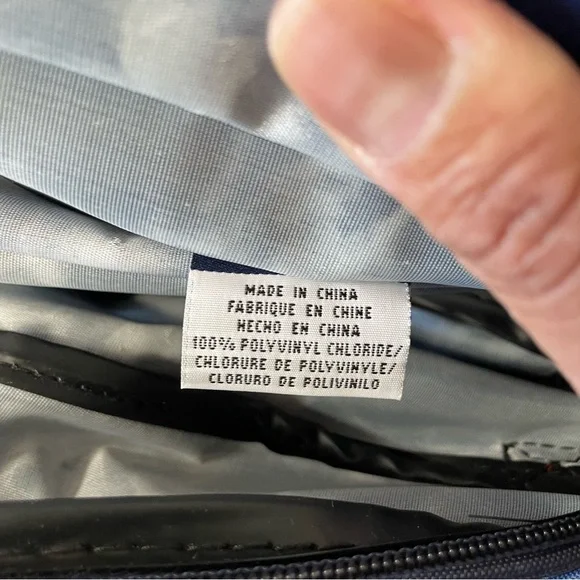 MADE IN CHINA
FABRIQUE EN CHINE
HECHO EN CHINA
100% POLYVINYL CHLORIDE/
CHLORURE DE POLYVINYLE/
CLORURO DE POLIVINILO